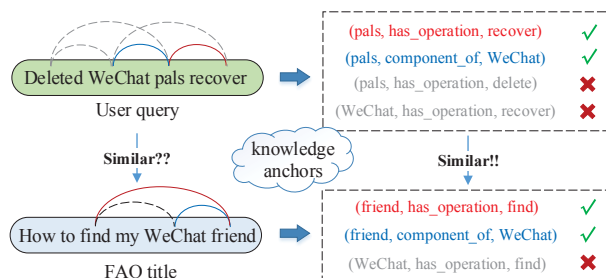 Deleted WeChat pals recover
User query
Similar??
How to find my WeChat friend
FAQ title
knowledge
anchors
(pals, has_operation, recover)
(pals, component_of, WeChat)
(pals, has_operation, delete)
(WeChat, has_operation, recover)
Similar!!
(friend, has_operation, find)
(friend, component_of, WeChat)
(WeChat, has_operation, find)